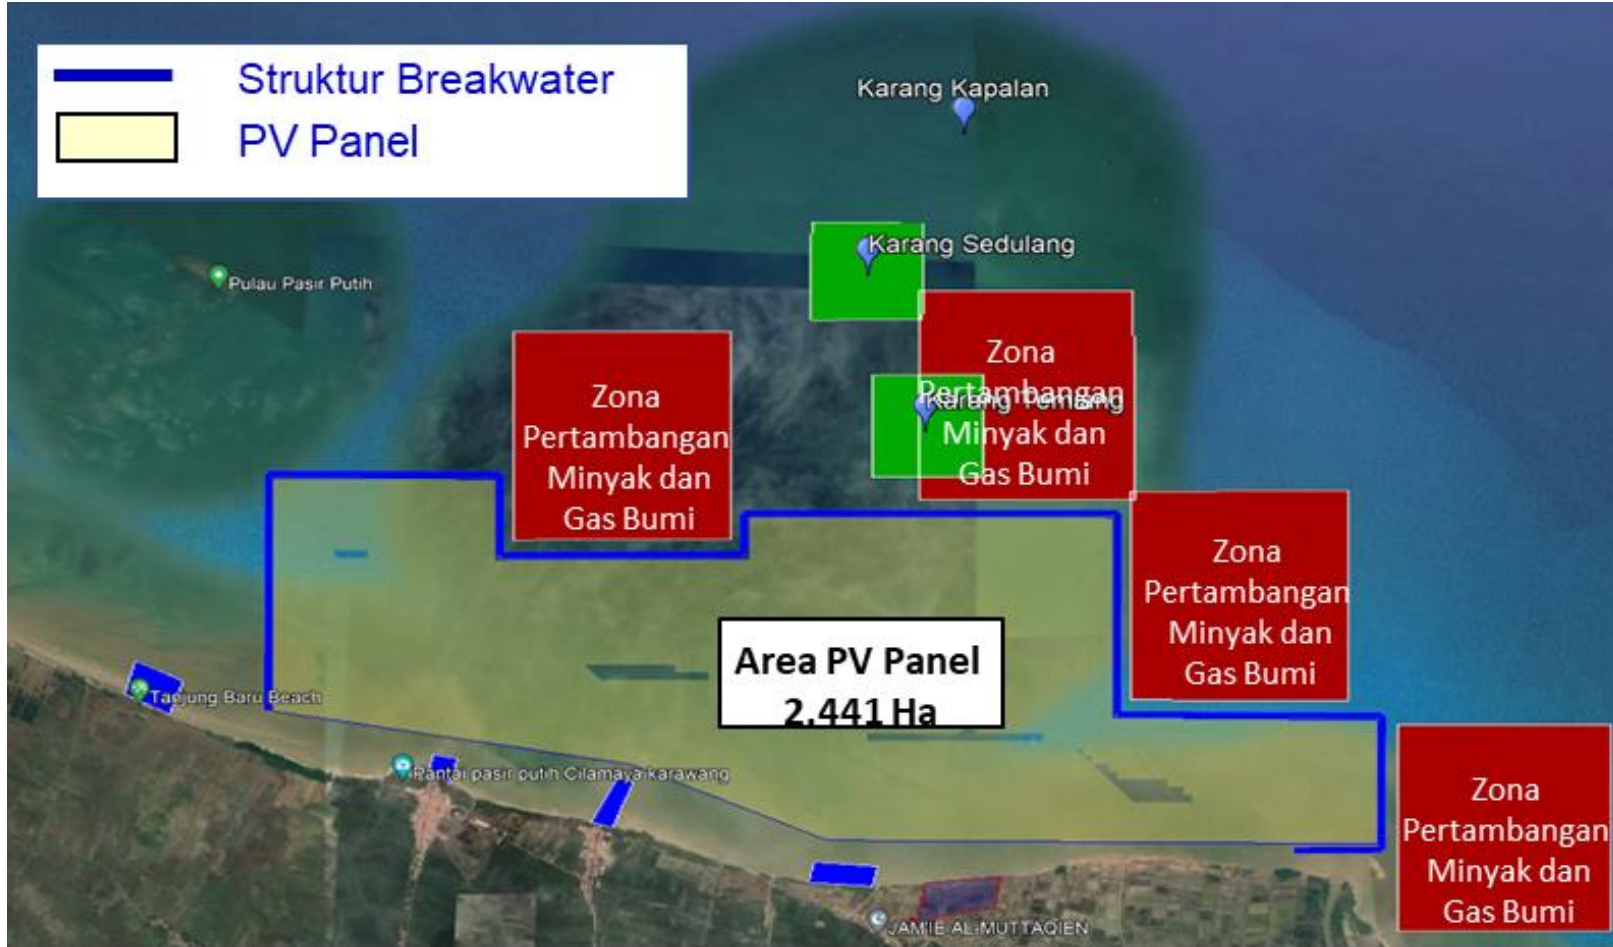 Struktur Breakwater
PV Panel
Karang Kapalan
Karang Sedulang
Pulau Pasir Putih
Zona
Pertambangan
Minyak dan
Gas Bumi
Zona
Pertambangan
Karang Temiang
Minyak dan
Gas Bumi
Zona
Pertambangan
Minyak dan
Gas Bumi
Area PV Panel
2,441 Ha
Tanjung Baru Beach
Pantai pasir putih Cilamaya karawang
Zona
Pertambangan
Minyak dan
Gas Bumi
JAMIE AL-MUTTAQIEN